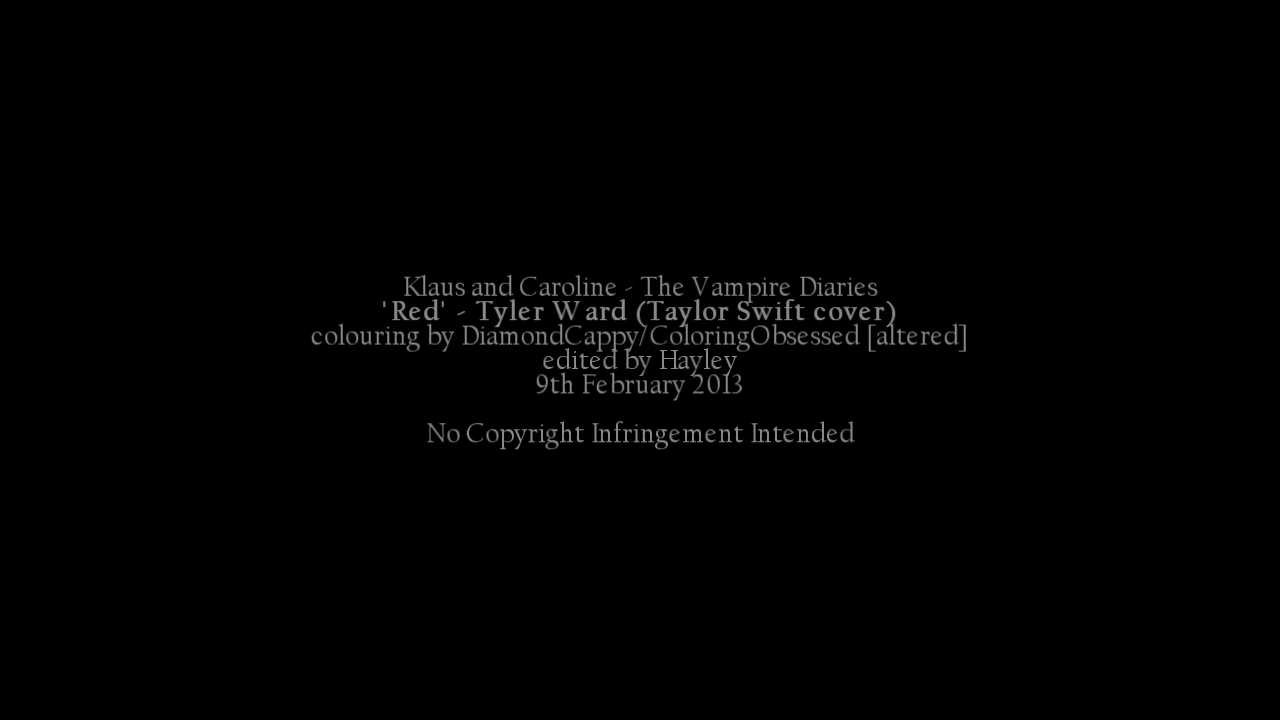 Klaus and Caroline - The Vampire Diaries
'Red' - Tyler Ward (Taylor Swift cover)
colouring by DiamondCappy/ColoringObsessed [altered]
edited by Hayley
9th February 2013
No Copyright Infringement Intended